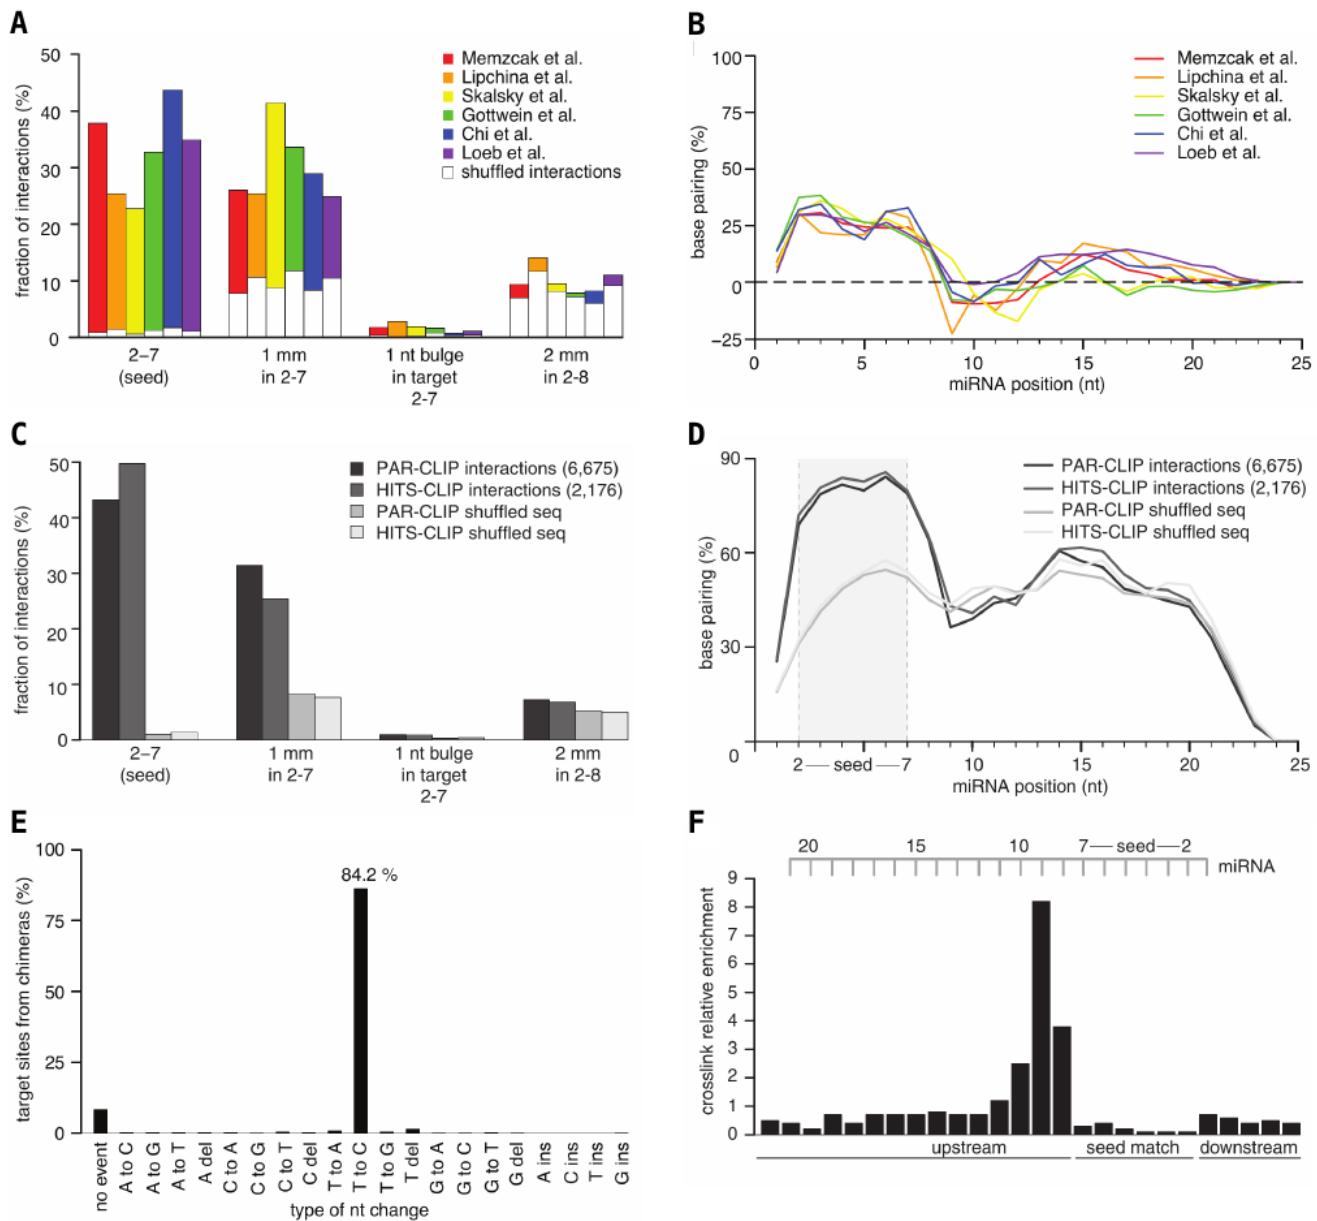 A
fraction of interactions (%)
50
40
30
20
10
0
Memzcak et al.
Lipchina et al.
Skalsky et al.
Gottwein et al.
Chi et al.
Loeb et al.
shuffled interactions
2–7
(seed)
1 mm
in 2-7
1 nt bulge
in target
2-7
2 mm
in 2-8
B
base pairing (%)
100
75
50
25
0
−25
Memzcak et al.
Lipchina et al.
Skalsky et al.
Gottwein et al.
Chi et al.
Loeb et al.
0 5 10 15 20 25
miRNA position (nt)
C
fraction of interactions (%)
50
40
30
20
10
0
PAR-CLIP interactions (6,675)
HITS-CLIP interactions (2,176)
PAR-CLIP shuffled seq
HITS-CLIP shuffled seq
2–7
(seed)
1 mm
in 2-7
1 nt bulge
in target
2-7
2 mm
in 2-8
D
base pairing (%)
90
60
30
0
PAR-CLIP interactions (6,675)
HITS-CLIP interactions (2,176)
PAR-CLIP shuffled seq
HITS-CLIP shuffled seq
2 — seed — 7 10 15 20 25
miRNA position (nt)
E
target sites from chimeras (%)
100
75
50
25
0
84.2 %
no event
A to C
A to G
A to T
A del
C to A
C to G
C to T
C del
T to A
T to C
T to G
T del
G to A
G to C
G to T
G del
A ins
C ins
T ins
G ins
type of nt change
F
20 15 10 7—seed—2
miRNA
crosslink relative enrichment
9
8
7
6
5
4
3
2
1
0
upstream seed match downstream